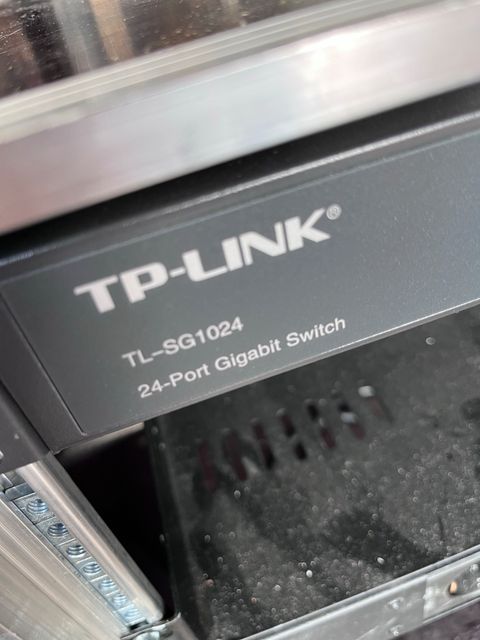 TP-LINK®
TL-SG1024
24-Port Gigabit Switch